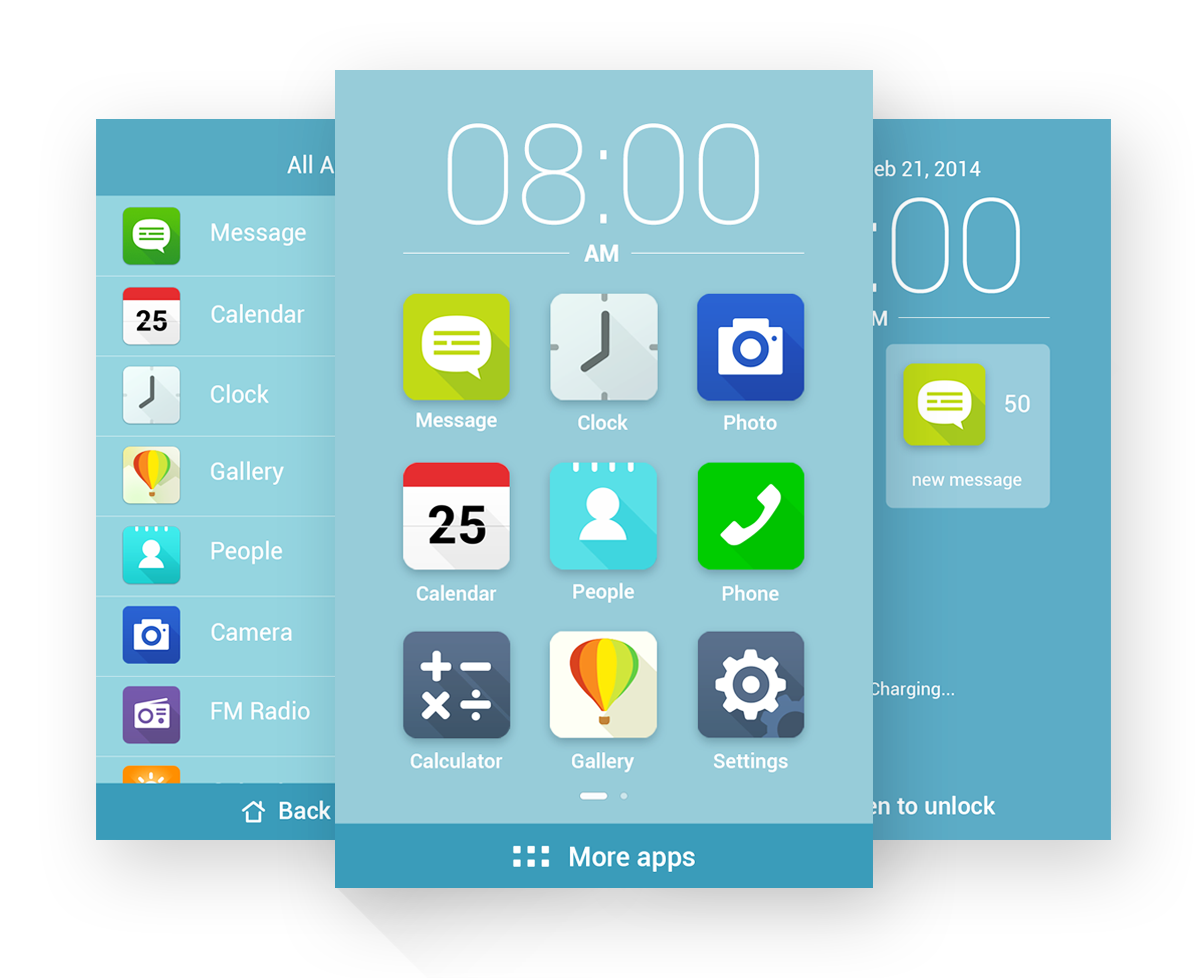 All A
Message
25
Calendar
Clock
Gallery
People
Camera
FM Radio
Back
08:00
AM
Message
Clock
Photo
25
Calendar
People
Phone
Calculator
Gallery
Settings
More apps
eb 21, 2014
:00
M
50
new message
Charging...
en to unlock